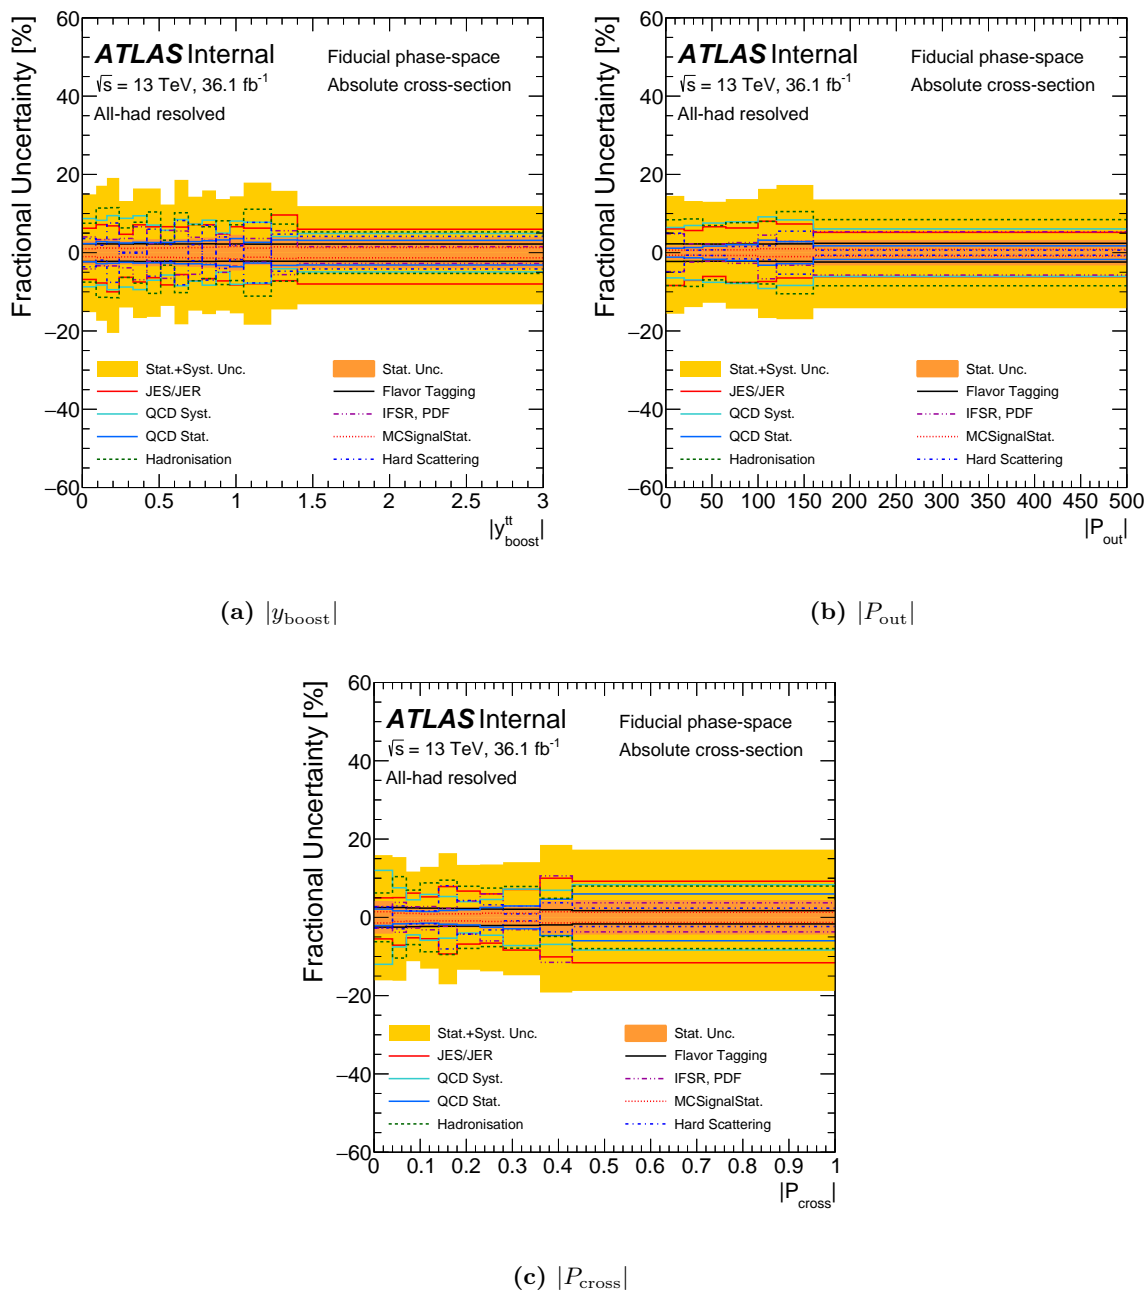 Fractional Uncertainty [%]
60
40
20
0
−20
−40
−60
ATLAS Internal
√s = 13 TeV, 36.1 fb-1
All-had resolved
Fiducial phase-space
Absolute cross-section
Stat.+Syst. Unc.
Stat. Unc.
JES/JER
Flavor Tagging
QCD Syst.
IFSR, PDF
QCD Stat.
MCSignalStat.
Hadronisation
Hard Scattering
0 0.5 1 1.5 2 2.5 3
|y tt boost|
(a) |yboost|
Fractional Uncertainty [%]
60
40
20
0
−20
−40
−60
ATLAS Internal
√s = 13 TeV, 36.1 fb-1
All-had resolved
Fiducial phase-space
Absolute cross-section
Stat.+Syst. Unc.
Stat. Unc.
JES/JER
Flavor Tagging
QCD Syst.
IFSR, PDF
QCD Stat.
MCSignalStat.
Hadronisation
Hard Scattering
0 50 100 150 200 250 300 350 400 450 500
|Pout|
(b) |Pout|
Fractional Uncertainty [%]
60
40
20
0
−20
−40
−60
ATLAS Internal
√s = 13 TeV, 36.1 fb-1
All-had resolved
Fiducial phase-space
Absolute cross-section
Stat.+Syst. Unc.
Stat. Unc.
JES/JER
Flavor Tagging
QCD Syst.
IFSR, PDF
QCD Stat.
MCSignalStat.
Hadronisation
Hard Scattering
0 0.1 0.2 0.3 0.4 0.5 0.6 0.7 0.8 0.9 1
|Pcross|
(c) |Pcross|